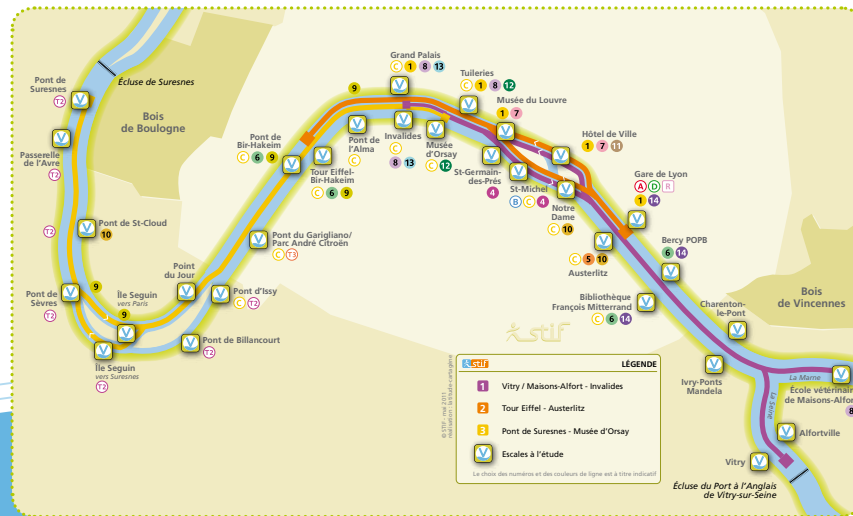 Écluse de Suresnes
Pont de
Suresnes
T2
Bois
de Boulogne
Passerelle
de l'Avre
T2
T2
Pont de St-Cloud
10
Pont de
Sèvres
T2
9
Île Seguin
vers Paris
9
Île Seguin
vers Suresnes
T2
Point
du Jour
Pont d'Issy
C T2
Pont de Billancourt
T2
Pont du Garigliano/
Parc André Citroën
C T3
Pont de
Bir-Hakeim
C 6 9
Tour Eiffel-
Bir-Hakeim
C 6 9
9
Pont de
l'Alma
C
Grand Palais
C 1 8 13
Invalides
C
8 13
Musée
d'Orsay
C 12
Tuileries
C 1 8 12
Musée du Louvre
1 7
St-Germain-
des-Prés
4
St-Michel
B C 4
Hôtel de Ville
1 7 11
Notre
Dame
C 10
Gare de Lyon
A D R
1 14
C 5 10
Austerlitz
Bercy POPB
6 14
Bibliothèque
François Mitterrand
C 6 14
Charenton-
le-Pont
Bois
de Vincennes
Ivry-Ponts
Mandela
La Marne
La Seine
École vétérinair
de Maisons-Alfor
8
Alfortville
Vitry
Écluse du Port à l'Anglais
de Vitry-sur-Seine
stif
© STIF - mai 2011
réalisation : latitude-cartagène
stif
LÉGENDE
1 Vitry / Maisons-Alfort - Invalides
2 Tour Eiffel - Austerlitz
3 Pont de Suresnes - Musée d'Orsay
Escales à l'étude
Le choix des numéros et des couleurs de ligne est à titre indicatif